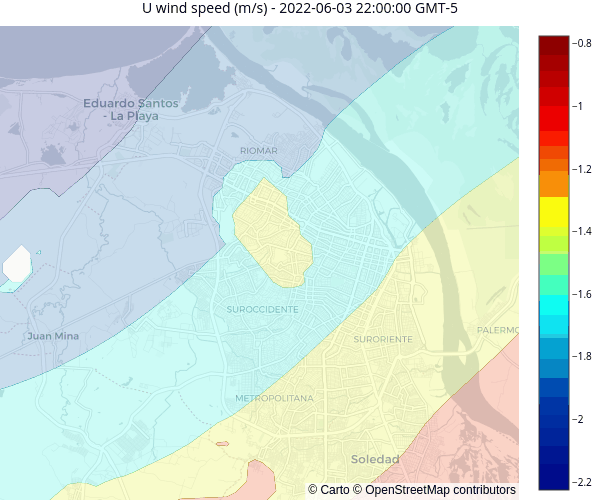 U wind speed (m/s) - 2022-06-03 22:00:00 GMT-5
−0.8
Eduardo Santos
- La Playa
−1
RIOMAR
−1.2
−1.4
−1.6
SUROCCIDENTE
PALERMO
Juan Mina
SURORIENTE
−1.8
METROPOLITANA
−2
Soledad
−2.2
© Carto © OpenStreetMap contributors